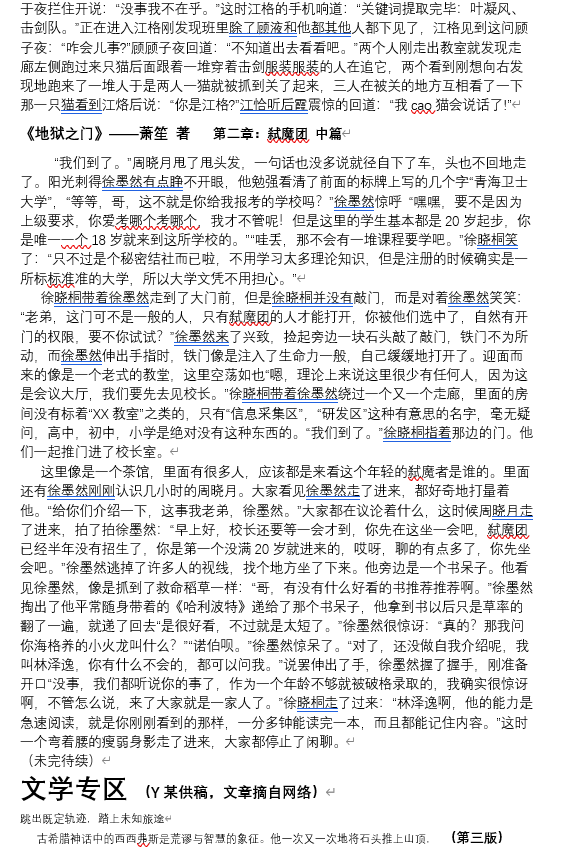 于夜拦住开说：“没事我不在乎。”这时江格的手机响道：“关键词提取完毕：叶凝风、
击剑队。”正在进入江格刚发现班里除了顾液和他都其他人都下见了，江格见到这问顾
子夜：“咋会儿事?”顾顾子夜回道：“不知道出去看看吧。”两个人刚走出教室就发现走
廊左侧跑过来只猫后面跟着一堆穿着击剑服装服装的人在追它，两个看到刚想向右发
现地跑来了一堆人于是两人一猫就被抓到关了起来，三人在被关的地方互相看了一下
那一只猫看到江烙后说：“你是江格?”江恰听后露震惊的回道：“我 cao 猫会说话了!”
《地狱之门》——萧笙 著 第二章：弑魔团 中篇
“我们到了。”周晓月甩了甩头发，一句话也没多说就径自下了车，头也不回地走
了。阳光刺得徐墨然有点睁不开眼，他勉强看清了前面的标牌上写的几个字“青海卫士
大学”，“等等，哥，这不就是你给我报考的学校吗？”徐墨然惊呼 “嘿嘿，要不是因为
上级要求，你爱考哪个考哪个，我才不管呢！但是这里的学生基本都是 20 岁起步，你
是唯一一个 18 岁就来到这所学校的。”“哇丢，那不会有一堆课程要学吧。”徐晓桐笑
了：“只不过是个秘密结社而已啦，不用学习太多理论知识，但是注册的时候确实是一
所标标准准的大学，所以大学文凭不用担心。”
徐晓桐带着徐墨然走到了大门前，但是徐晓桐并没有敲门，而是对着徐墨然笑笑：
“老弟，这门可不是一般的人，只有弑魔团的人才能打开，你被他们选中了，自然有开
门的权限，要不你试试？”徐墨然来了兴致，捡起旁边一块石头敲了敲门，铁门不为所
动，而徐墨然伸出手指时，铁门像是注入了生命力一般，自己缓缓地打开了。迎面而
来的像是一个老式的教堂，这里空荡如也“嗯，理论上来说这里很少有任何人，因为这
是会议大厅，我们要先去见校长。”徐晓桐带着徐墨然绕过一个又一个走廊，里面的房
间没有标着“XX 教室”之类的，只有“信息采集区”，“研发区”这种有意思的名字，毫无疑
问，高中，初中，小学是绝对没有这种东西的。“我们到了。”徐晓桐指着那边的门。他
们一起推门进了校长室。
这里像是一个茶馆，里面有很多人，应该都是来看这个年轻的弑魔者是谁的。里面
还有徐墨然刚刚认识几小时的周晓月。大家看见徐墨然走了进来，都好奇地打量着
他。“给你们介绍一下，这事我老弟，徐墨然。”大家都在议论着什么，这时候周晓月走
了进来，拍了拍徐墨然：“早上好，校长还要等一会才到，你先在这坐一会吧，弑魔团
已经半年没有招生了，你是第一个没满 20 岁就进来的，哎呀，聊的有点多了，你先坐
会吧。”徐墨然逃掉了许多人的视线，找个地方坐了下来。他旁边是一个书呆子。他看
见徐墨然，像是抓到了救命稻草一样：“哥，有没有什么好看的书推荐推荐啊。”徐墨然
掏出了他平常随身带着的《哈利波特》递给了那个书呆子，他拿到书以后只是草率的
翻了一遍，就递了回去“是很好看，不过就是太短了。”徐墨然很惊讶：“真的？那我问
你海格养的小火龙叫什么？”“诺伯呗。”徐墨然惊呆了。“对了，还没做自我介绍呢，我
叫林泽逸，你有什么不会的，都可以问我。”说罢伸出了手，徐墨然握了握手，刚准备
开口“没事，我们都听说你的事了，作为一个年龄不够就被破格录取的，我确实很惊讶
啊，不管怎么说，来了大家就是一家人了。”徐晓桐走了过来：“林泽逸啊，他的能力是
急速阅读，就是你刚刚看到的那样，一分多钟能读完一本，而且都能记住内容。”这时
一个弯着腰的瘦弱身影走了进来，大家都停止了闲聊。
（未完待续）
文学专区 （Y 某供稿，文章摘自网络）
跳出既定轨迹，踏上未知旅途
古希腊神话中的西西弗斯是荒谬与智慧的象征。他一次又一次地将石头推上山顶， （第三版）